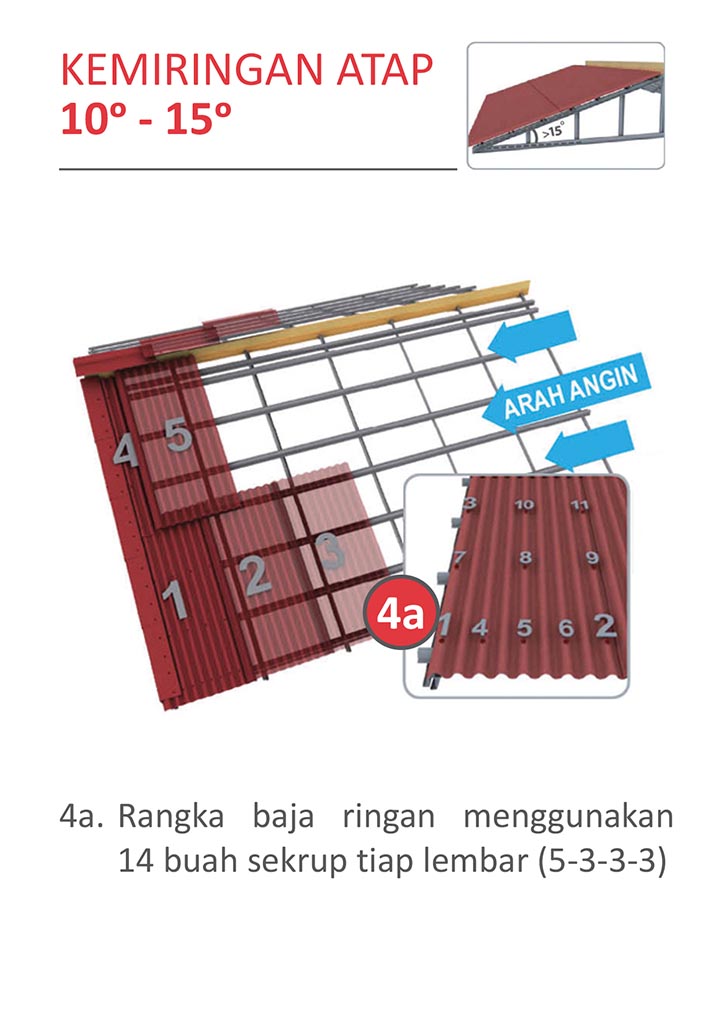 KEMIRINGAN ATAP
10º - 15º
>15°
ARAH ANGIN
4 5
1 2 3
3 10 11
7 8 9
1 4 5 6 2
4a
4a. Rangka baja ringan menggunakan
14 buah sekrup tiap lembar (5-3-3-3)